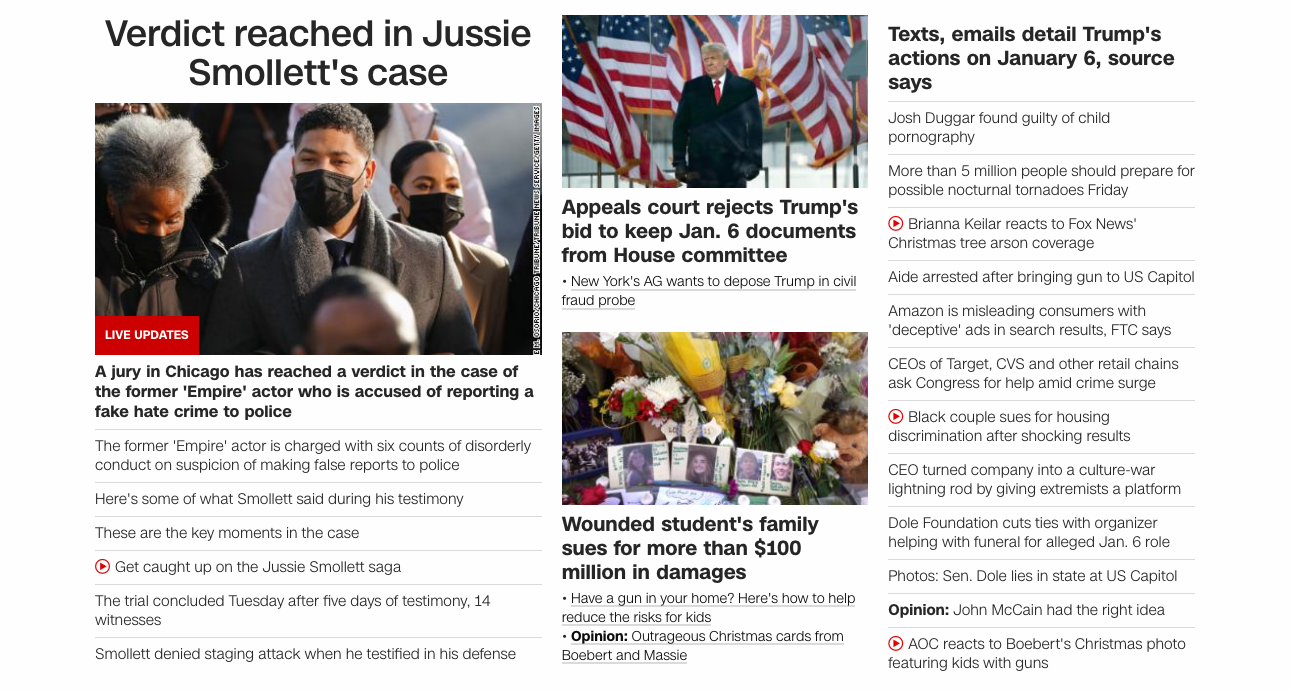 Verdict reached in Jussie
Smollett's case
LIVE UPDATES
A jury in Chicago has reached a verdict in the case of
the former 'Empire' actor who is accused of reporting a
fake hate crime to police
The former 'Empire' actor is charged with six counts of disorderly
conduct on suspicion of making false reports to police
Here's some of what Smollett said during his testimony
These are the key moments in the case
Get caught up on the Jussie Smollett saga
The trial concluded Tuesday after five days of testimony, 14
witnesses
Smollett denied staging attack when he testified in his defense
Appeals court rejects Trump's
bid to keep Jan. 6 documents
from House committee
• New York's AG wants to depose Trump in civil
fraud probe
Wounded student's family
sues for more than $100
million in damages
• Have a gun in your home? Here's how to help
reduce the risks for kids
• Opinion: Outrageous Christmas cards from
Boebert and Massie
Texts, emails detail Trump's
actions on January 6, source
says
Josh Duggar found guilty of child
pornography
More than 5 million people should prepare for
possible nocturnal tornadoes Friday
Brianna Keilar reacts to Fox News'
Christmas tree arson coverage
Aide arrested after bringing gun to US Capitol
Amazon is misleading consumers with
'deceptive' ads in search results, FTC says
CEOs of Target, CVS and other retail chains
ask Congress for help amid crime surge
Black couple sues for housing
discrimination after shocking results
CEO turned company into a culture-war
lightning rod by giving extremists a platform
Dole Foundation cuts ties with organizer
helping with funeral for alleged Jan. 6 role
Photos: Sen. Dole lies in state at US Capitol
Opinion: John McCain had the right idea
AOC reacts to Boebert's Christmas photo
featuring kids with guns